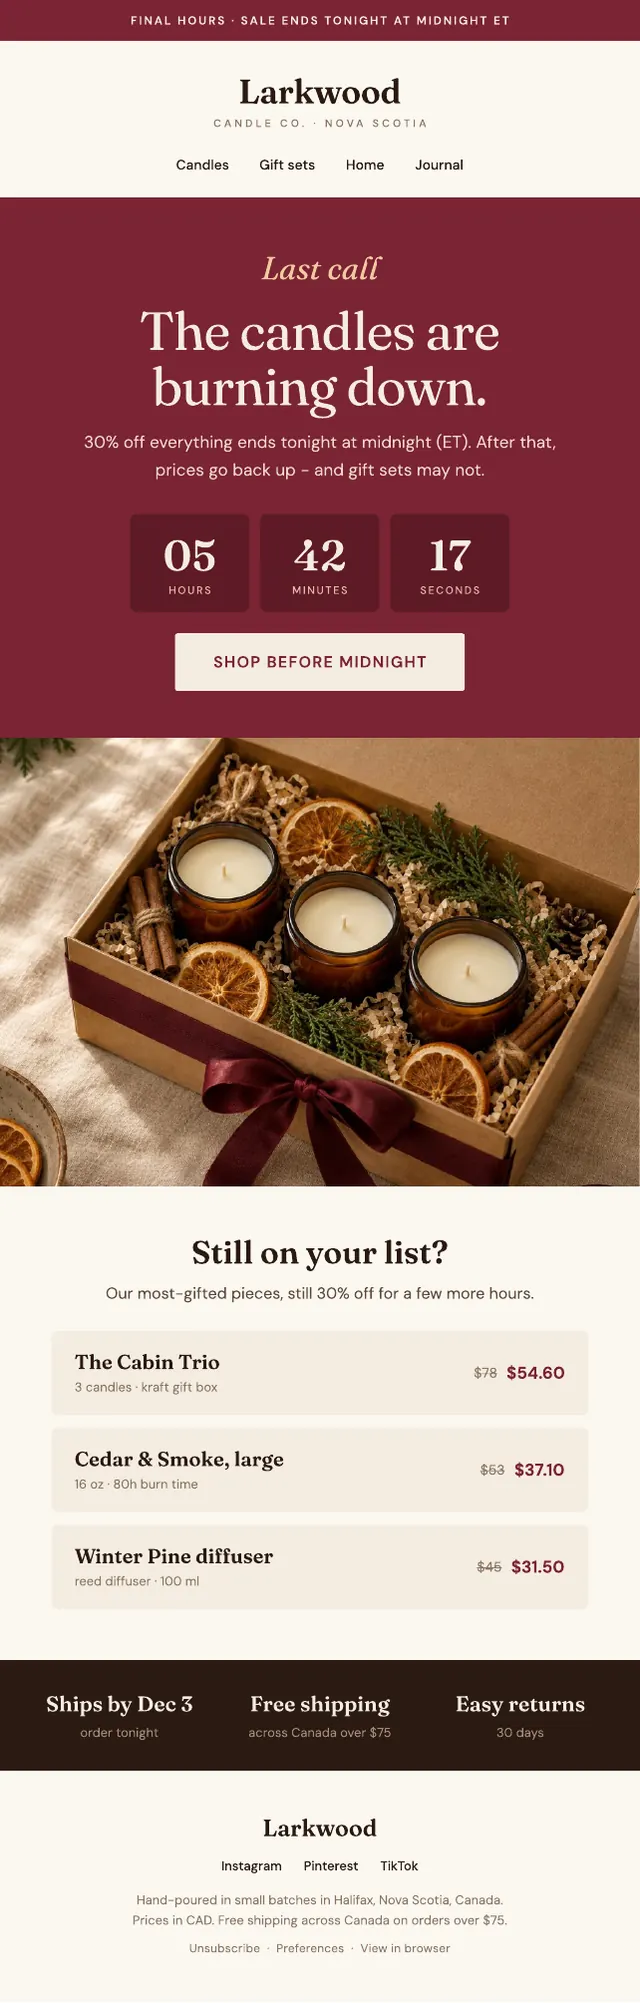 FINAL HOURS · SALE ENDS TONIGHT AT MIDNIGHT ET
Larkwood
CANDLE CO. · NOVA SCOTIA
Candles Gift sets Home Journal
Last call
The candles are
burning down.
30% off everything ends tonight at midnight (ET). After that,
prices go back up – and gift sets may not.
05 42 17
HOURS MINUTES SECONDS
SHOP BEFORE MIDNIGHT
Still on your list?
Our most-gifted pieces, still 30% off for a few more hours.
The Cabin Trio
3 candles · kraft gift box
$78 $54.60
Cedar & Smoke, large
16 oz · 80h burn time
$53 $37.10
Winter Pine diffuser
reed diffuser · 100 ml
$45 $31.50
Ships by Dec 3 Free shipping Easy returns
order tonight across Canada over $75 30 days
Larkwood
Instagram Pinterest TikTok
Hand-poured in small batches in Halifax, Nova Scotia, Canada.
Prices in CAD. Free shipping across Canada on orders over $75.
Unsubscribe · Preferences · View in browser